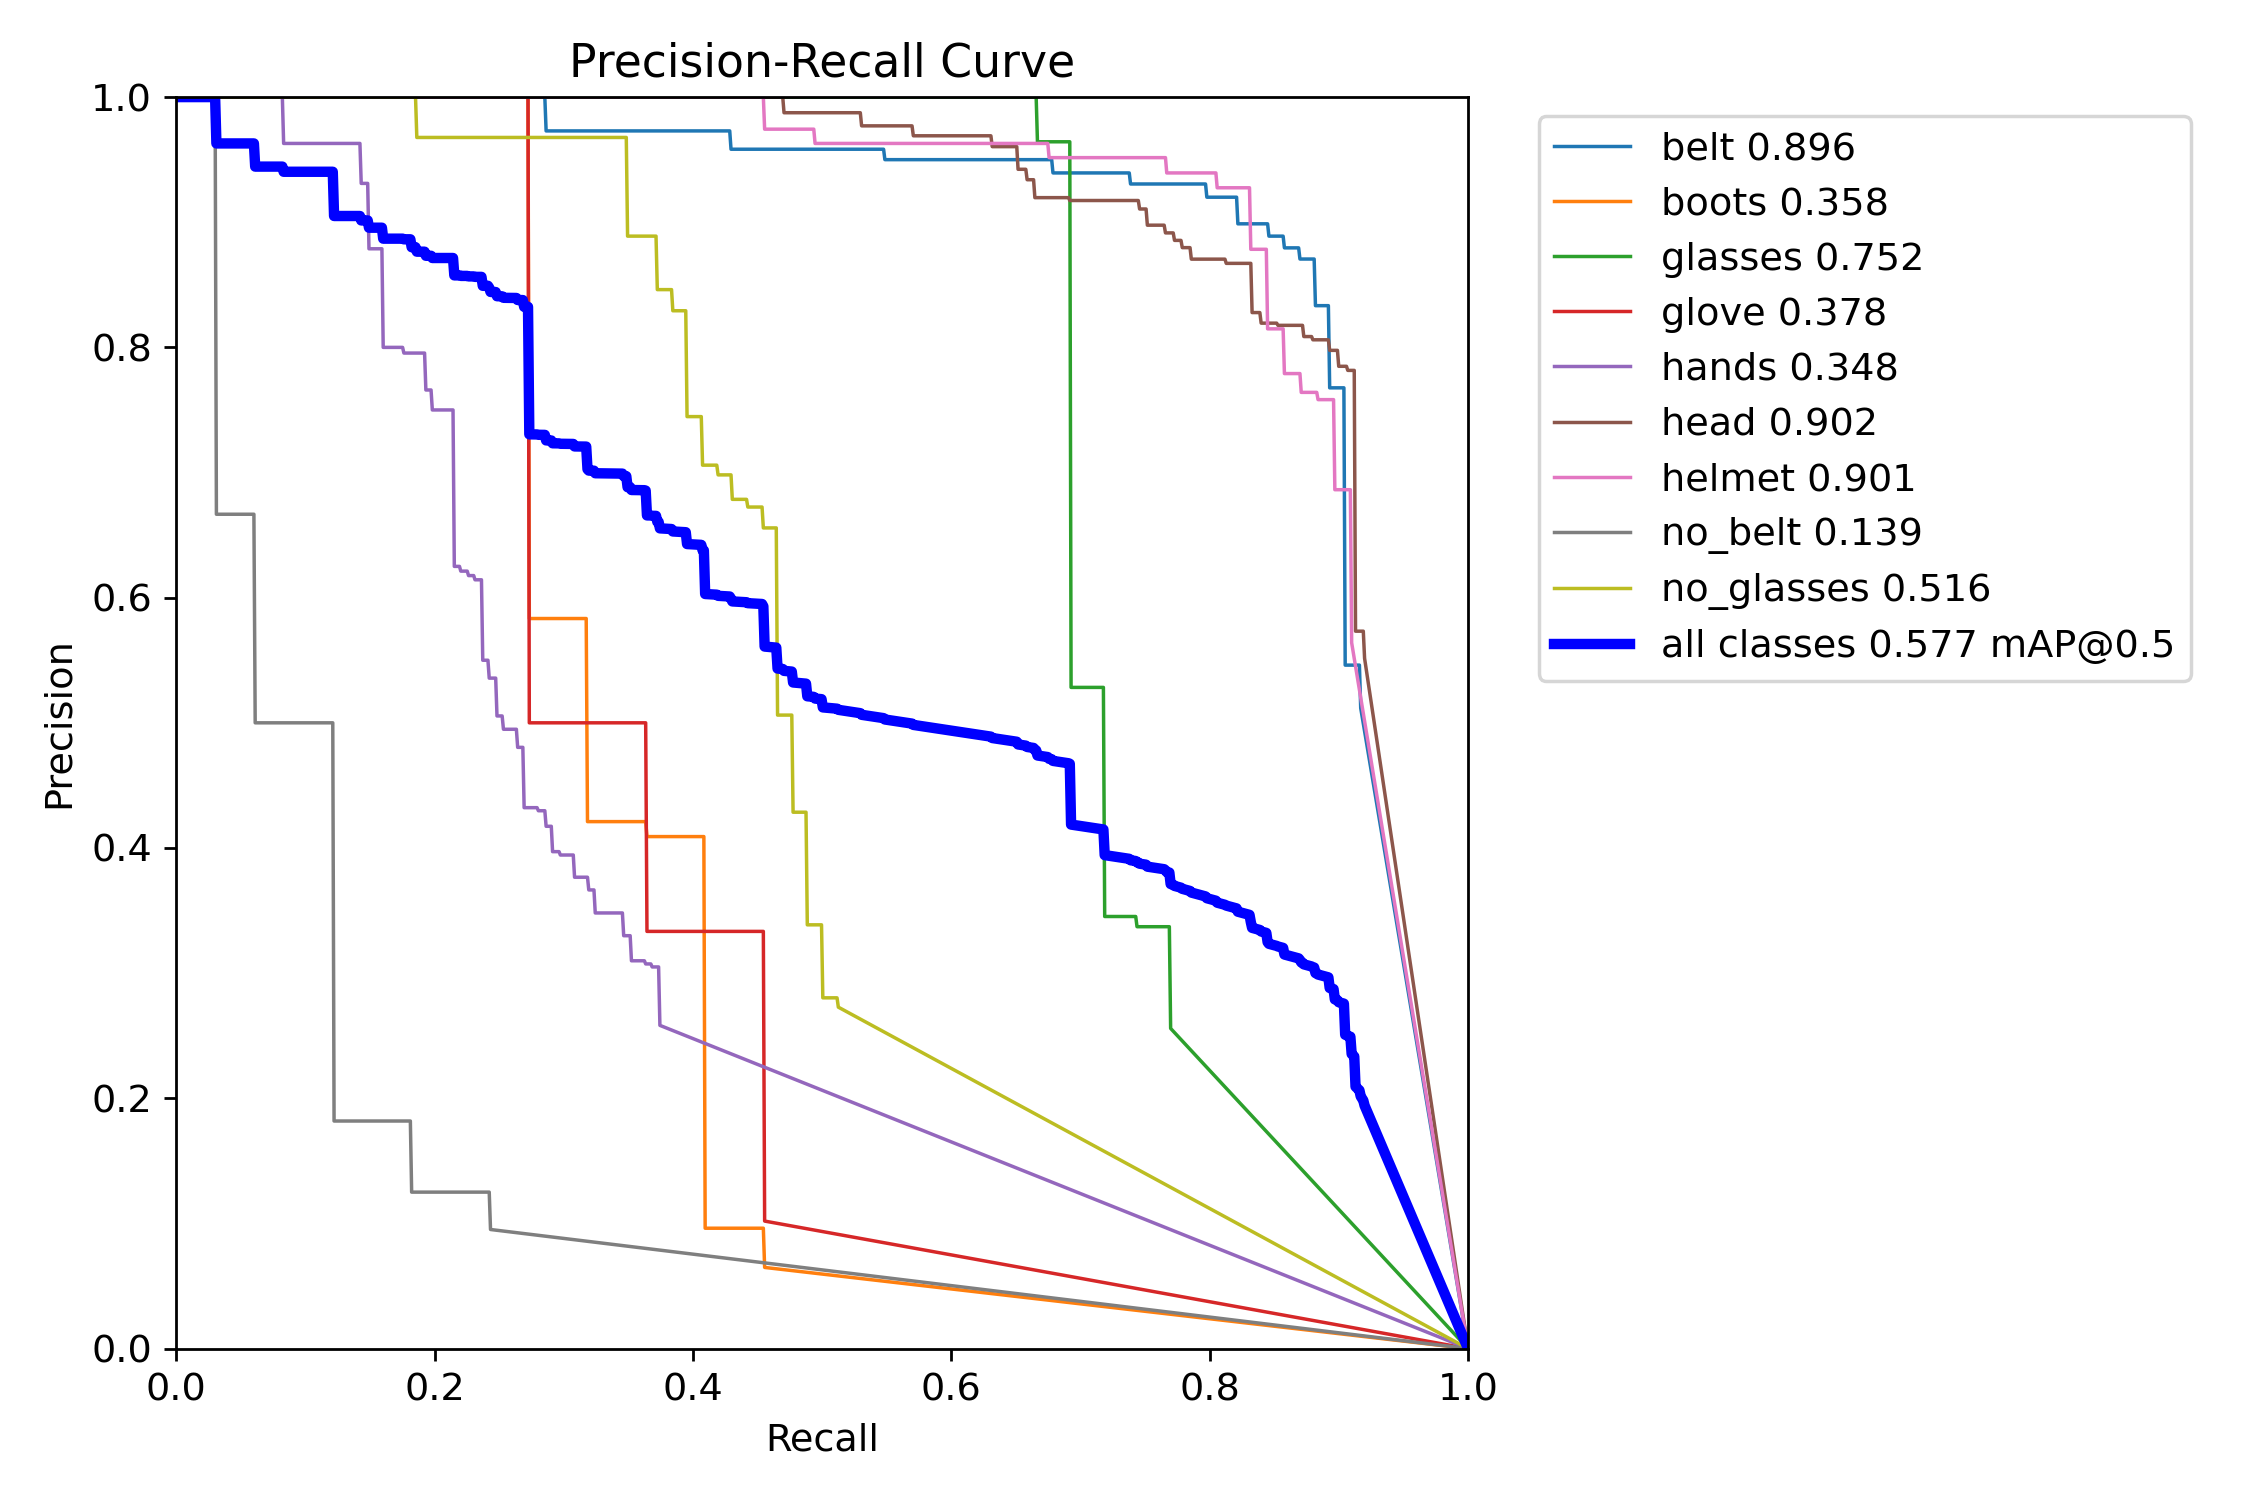 Precision-Recall Curve
1.0
0.8
0.6
0.4
0.2
0.0
Precision
0.0 0.2 0.4 0.6 0.8 1.0
Recall
belt 0.896
boots 0.358
glasses 0.752
glove 0.378
hands 0.348
head 0.902
helmet 0.901
no_belt 0.139
no_glasses 0.516
all classes 0.577 mAP@0.5